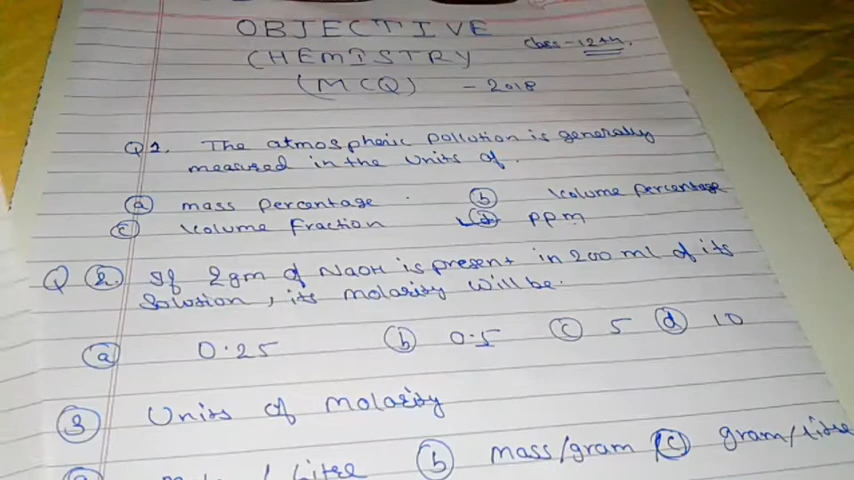 OBJECTIVE
CHEMISTRY Class-12th.
(MCQ) - 2018
Q1. The atmospheric pollution is generally
measured in the units of.
(a) mass percentage (b) Volume percentage
(c) Volume Fraction (d) ppm
Q(2.) If 2gm of NaOH is present in 200 ml of its
Solution, its molarity will be.
(a) 0.25 (b) 0.5 (c) 5 (d) 10
(3) Units of molarity
/ Litre (b) mass/gram (c) gram/litre